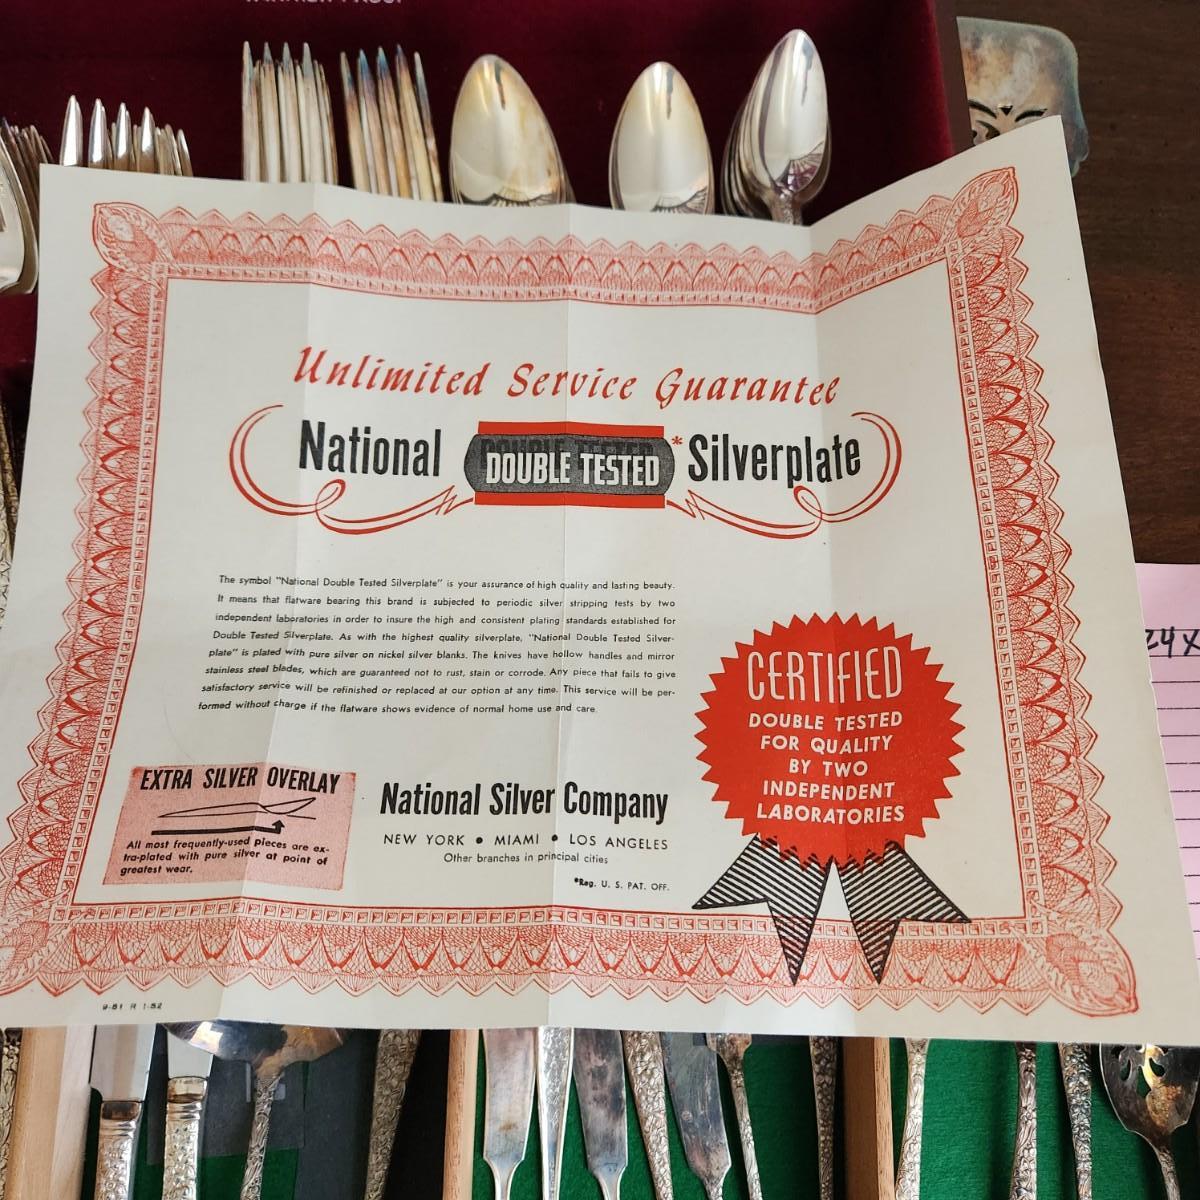 Unlimited Service Guarantee
National DOUBLE TESTED* Silverplate
The symbol "National Double Tested Silverplate" is your assurance of high quality and lasting beauty.
It means that flatware bearing this brand is subjected to periodic silver stripping tests by two
independent laboratories in order to insure the high and consistent plating standards established for
Double Tested Silverplate. As with the highest quality silverplate, "National Double Tested Silver-
plate" is plated with pure silver on nickel silver blanks. The knives have hollow handles and mirror
stainless steel blades, which are guaranteed not to rust, stain or corrode. Any piece that fails to give
satisfactory service will be refinished or replaced at our option at any time. This service will be per-
formed without charge if the flatware shows evidence of normal home use and care.
EXTRA SILVER OVERLAY
All most frequently-used pieces are ex-
tra-plated with pure silver at point of
greatest wear.
National Silver Company
NEW YORK • MIAMI • LOS ANGELES
Other branches in principal cities
*Reg. U. S. PAT. OFF.
CERTIFIED
DOUBLE TESTED
FOR QUALITY
BY TWO
INDEPENDENT
LABORATORIES
9-51 R 1-52
24 x